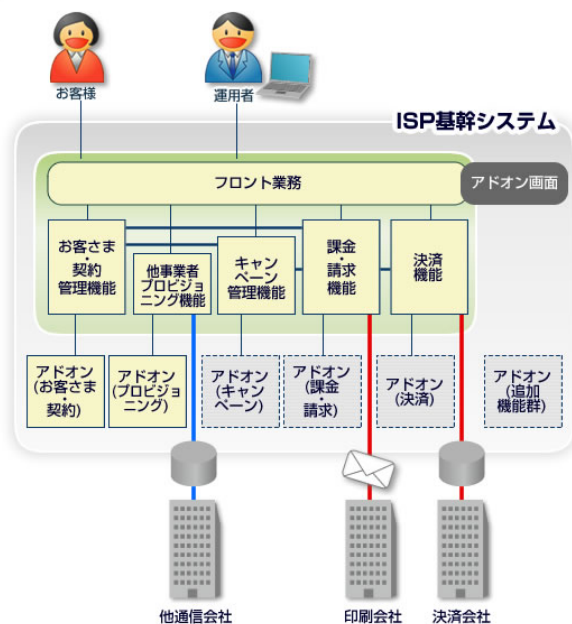 お客様
運用者
ISP基幹システム
フロント業務
アドオン画面
お客さま
・
契約
管理機能
他事業者
プロビジョ
ニング機能
キャン
ペーン
管理機能
課金
・
請求
機能
決済
機能
アドオン
(お客さま
・
契約)
アドオン
(プロビジョ
ニング)
アドオン
(キャン
ペーン)
アドオン
(課金
・
請求)
アドオン
(決済)
アドオン
(追加
機能群)
他通信会社
印刷会社
決済会社